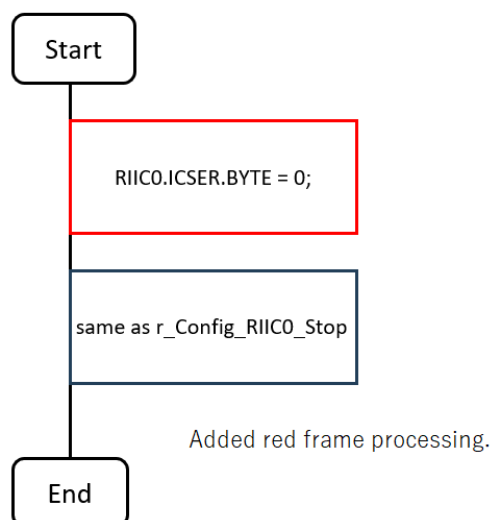 Start
RIIC0.ICSER.BYTE = 0;
same as r_Config_RIIC0_Stop
Added red frame processing.
End